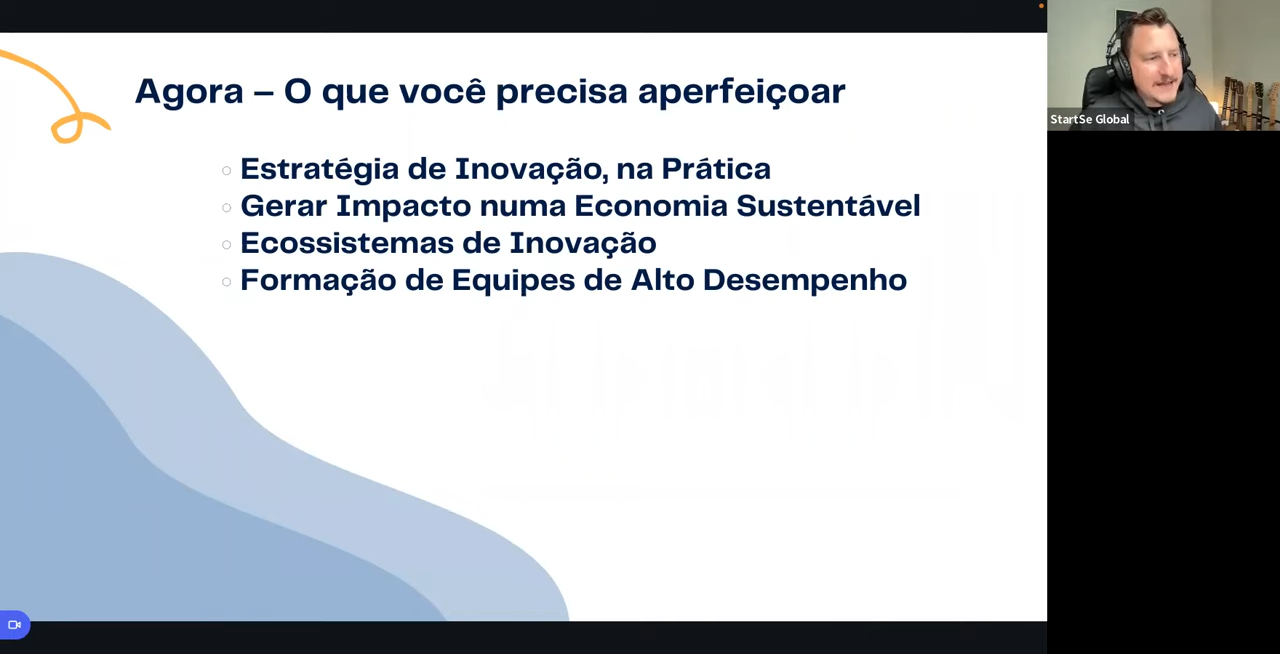 Agora – O que você precisa aperfeiçoar
Estratégia de Inovação, na Prática
Gerar Impacto numa Economia Sustentável
Ecossistemas de Inovação
Formação de Equipes de Alto Desempenho
StartSe Global